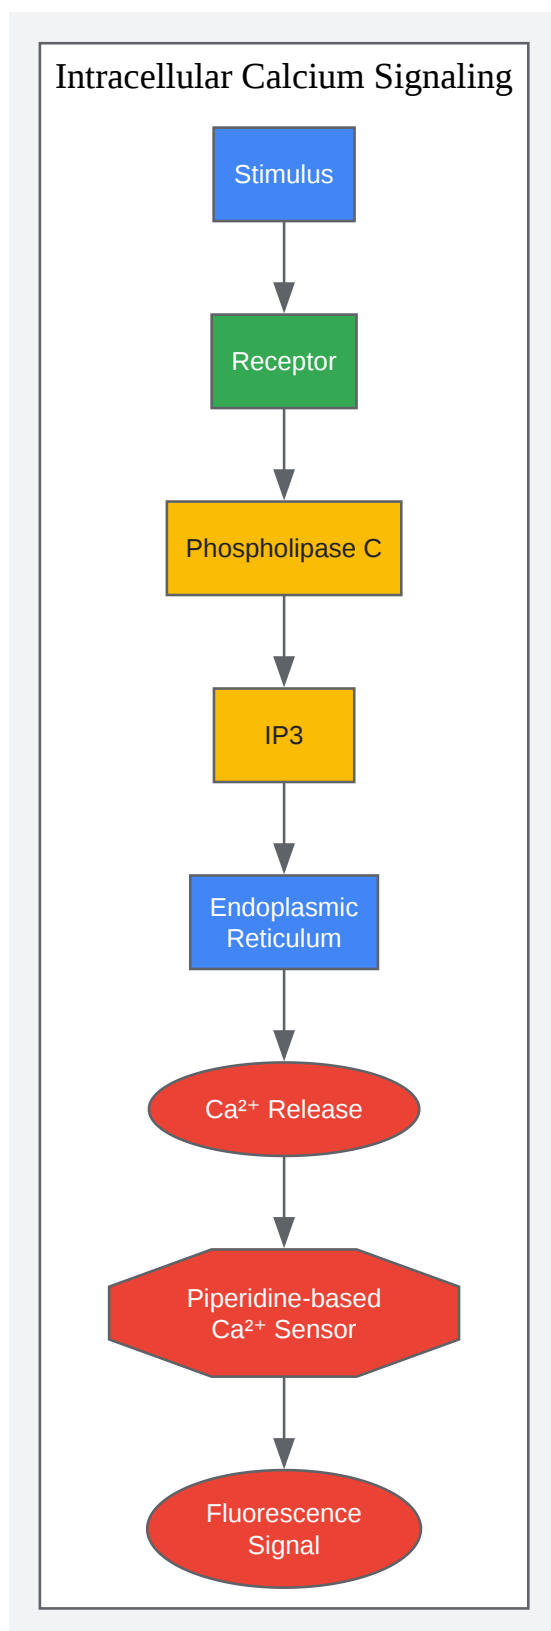 Intracellular Calcium Signaling
Stimulus
Receptor
Phospholipase C
IP3
Endoplasmic
Reticulum
Ca²⁺ Release
Piperidine-based
Ca²⁺ Sensor
Fluorescence
Signal